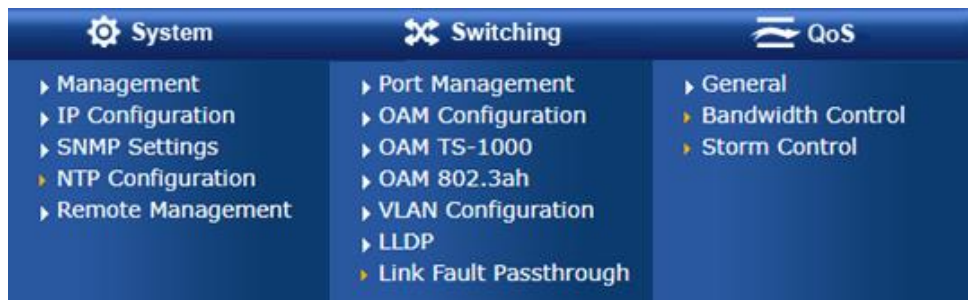 System
Management
IP Configuration
SNMP Settings
NTP Configuration
Remote Management
Switching
Port Management
OAM Configuration
OAM TS-1000
OAM 802.3ah
VLAN Configuration
LLDP
Link Fault Passthrough
QoS
General
Bandwidth Control
Storm Control